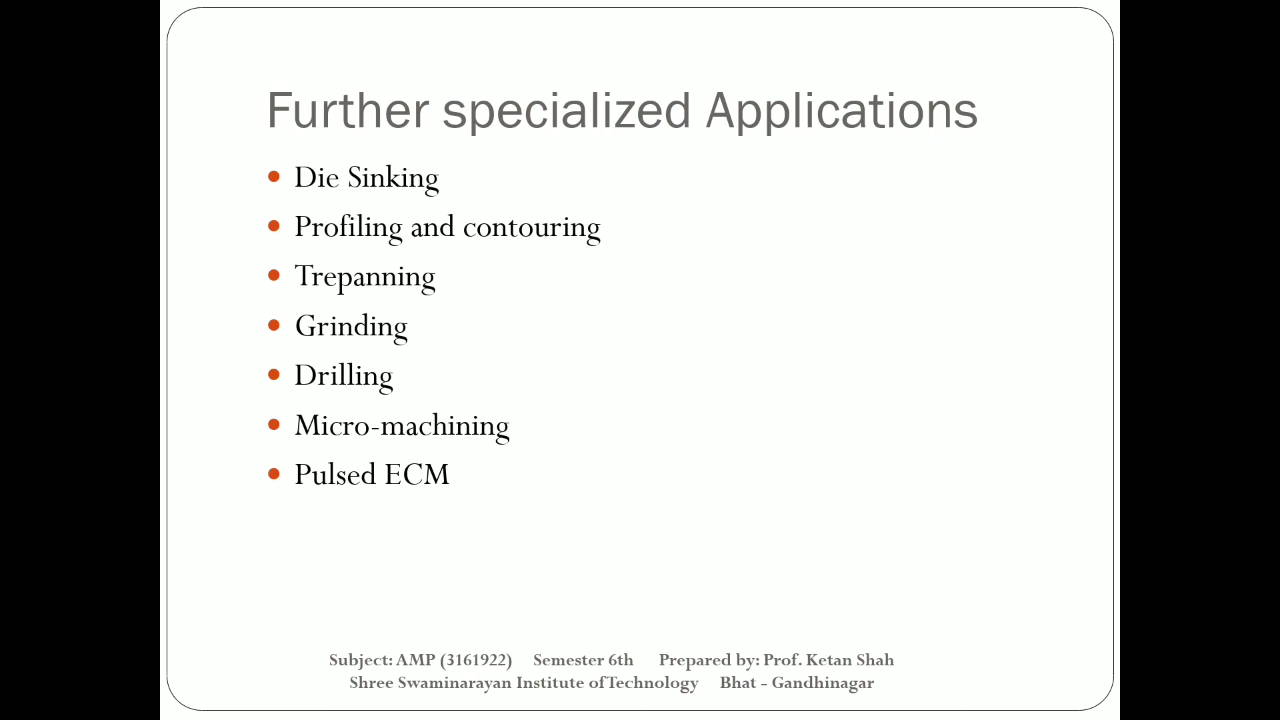 Further specialized Applications
Die Sinking
Profiling and contouring
Trepanning
Grinding
Drilling
Micro-machining
Pulsed ECM
Subject: AMP (3161922) Semester 6th Prepared by: Prof. Ketan Shah
Shree Swaminarayan Institute of Technology Bhat - Gandhinagar